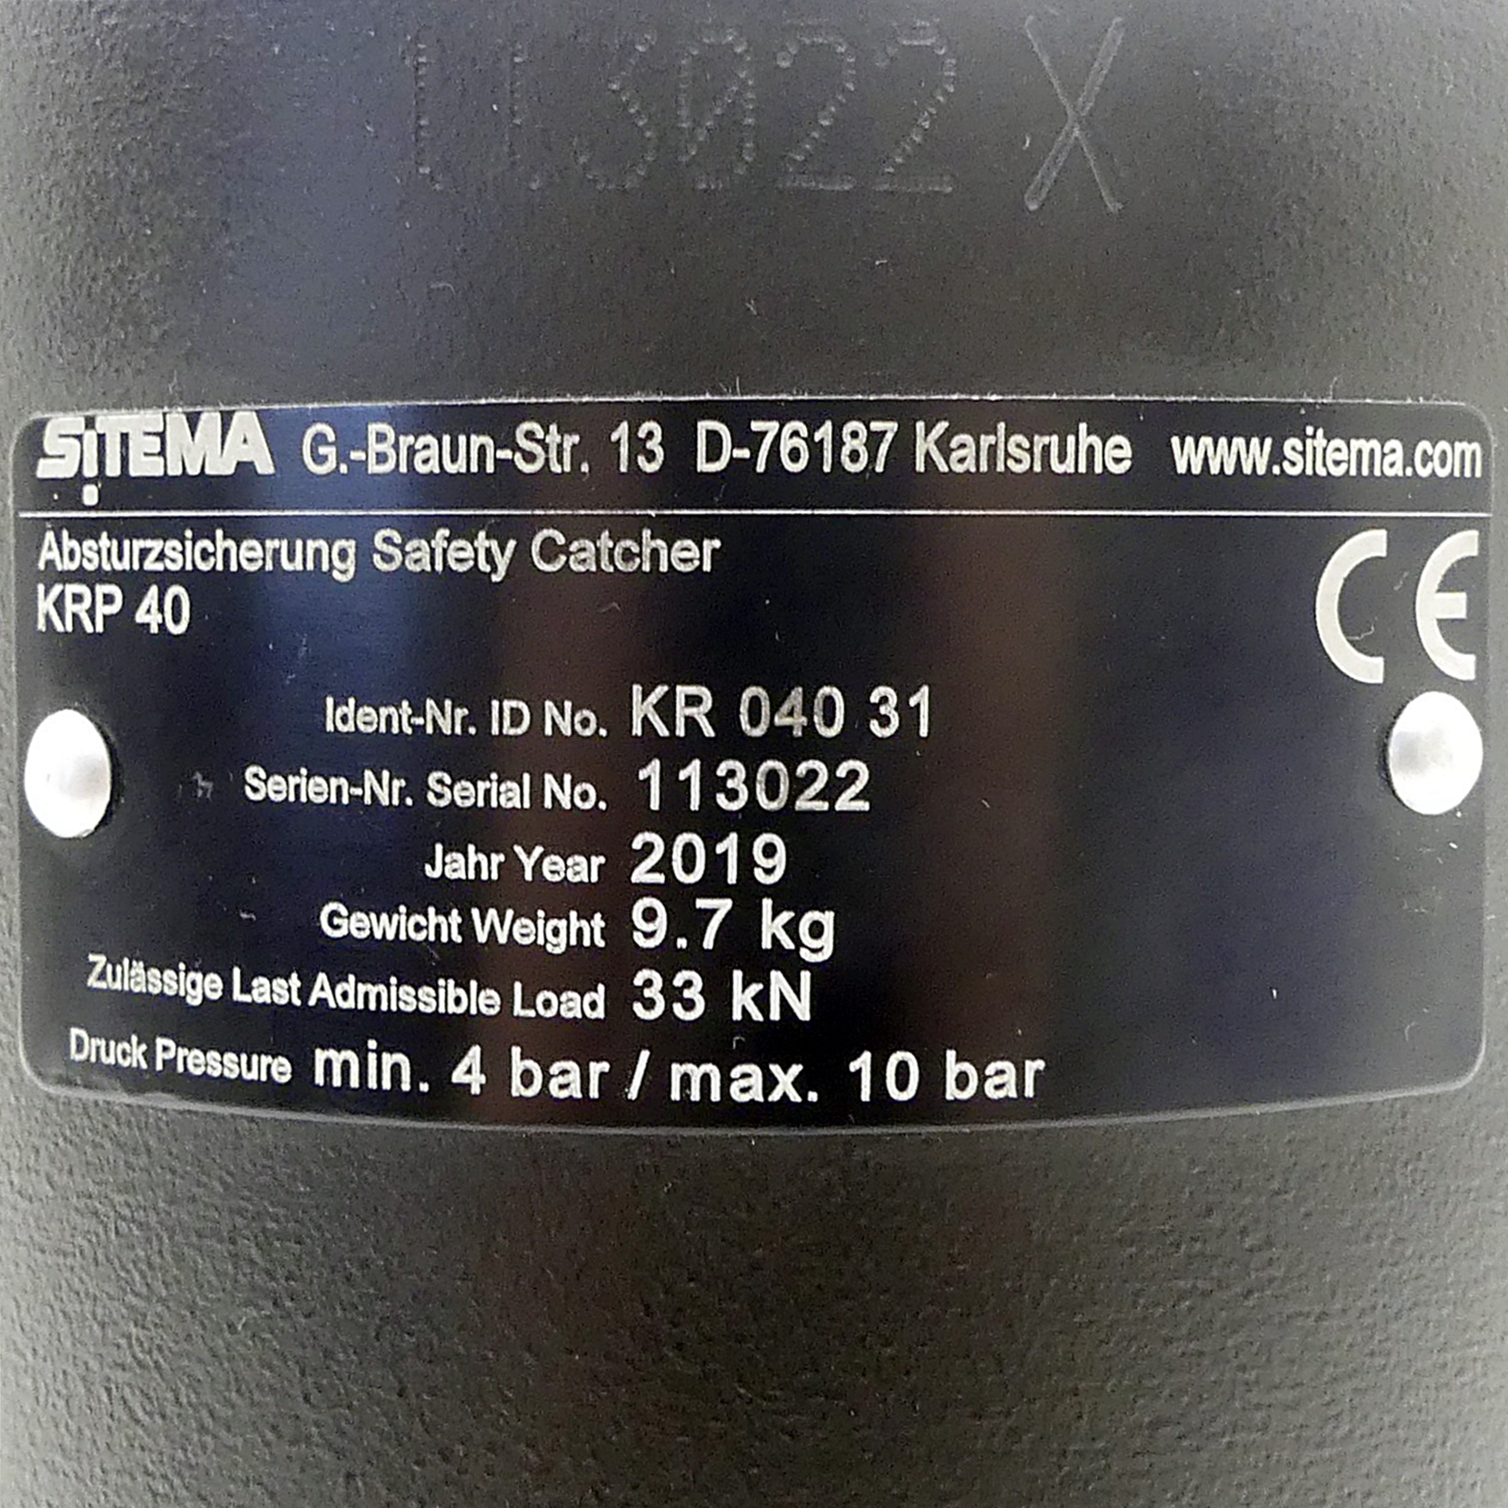 113022 X
SITEMA G.-Braun-Str. 13 D-76187 Karlsruhe www.sitema.com
Absturzsicherung Safety Catcher
KRP 40
CE
Ident-Nr. ID No. KR 040 31
Serien-Nr. Serial No. 113022
Jahr Year 2019
Gewicht Weight 9.7 kg
Zulässige Last Admissible Load 33 kN
Druck Pressure min. 4 bar / max. 10 bar